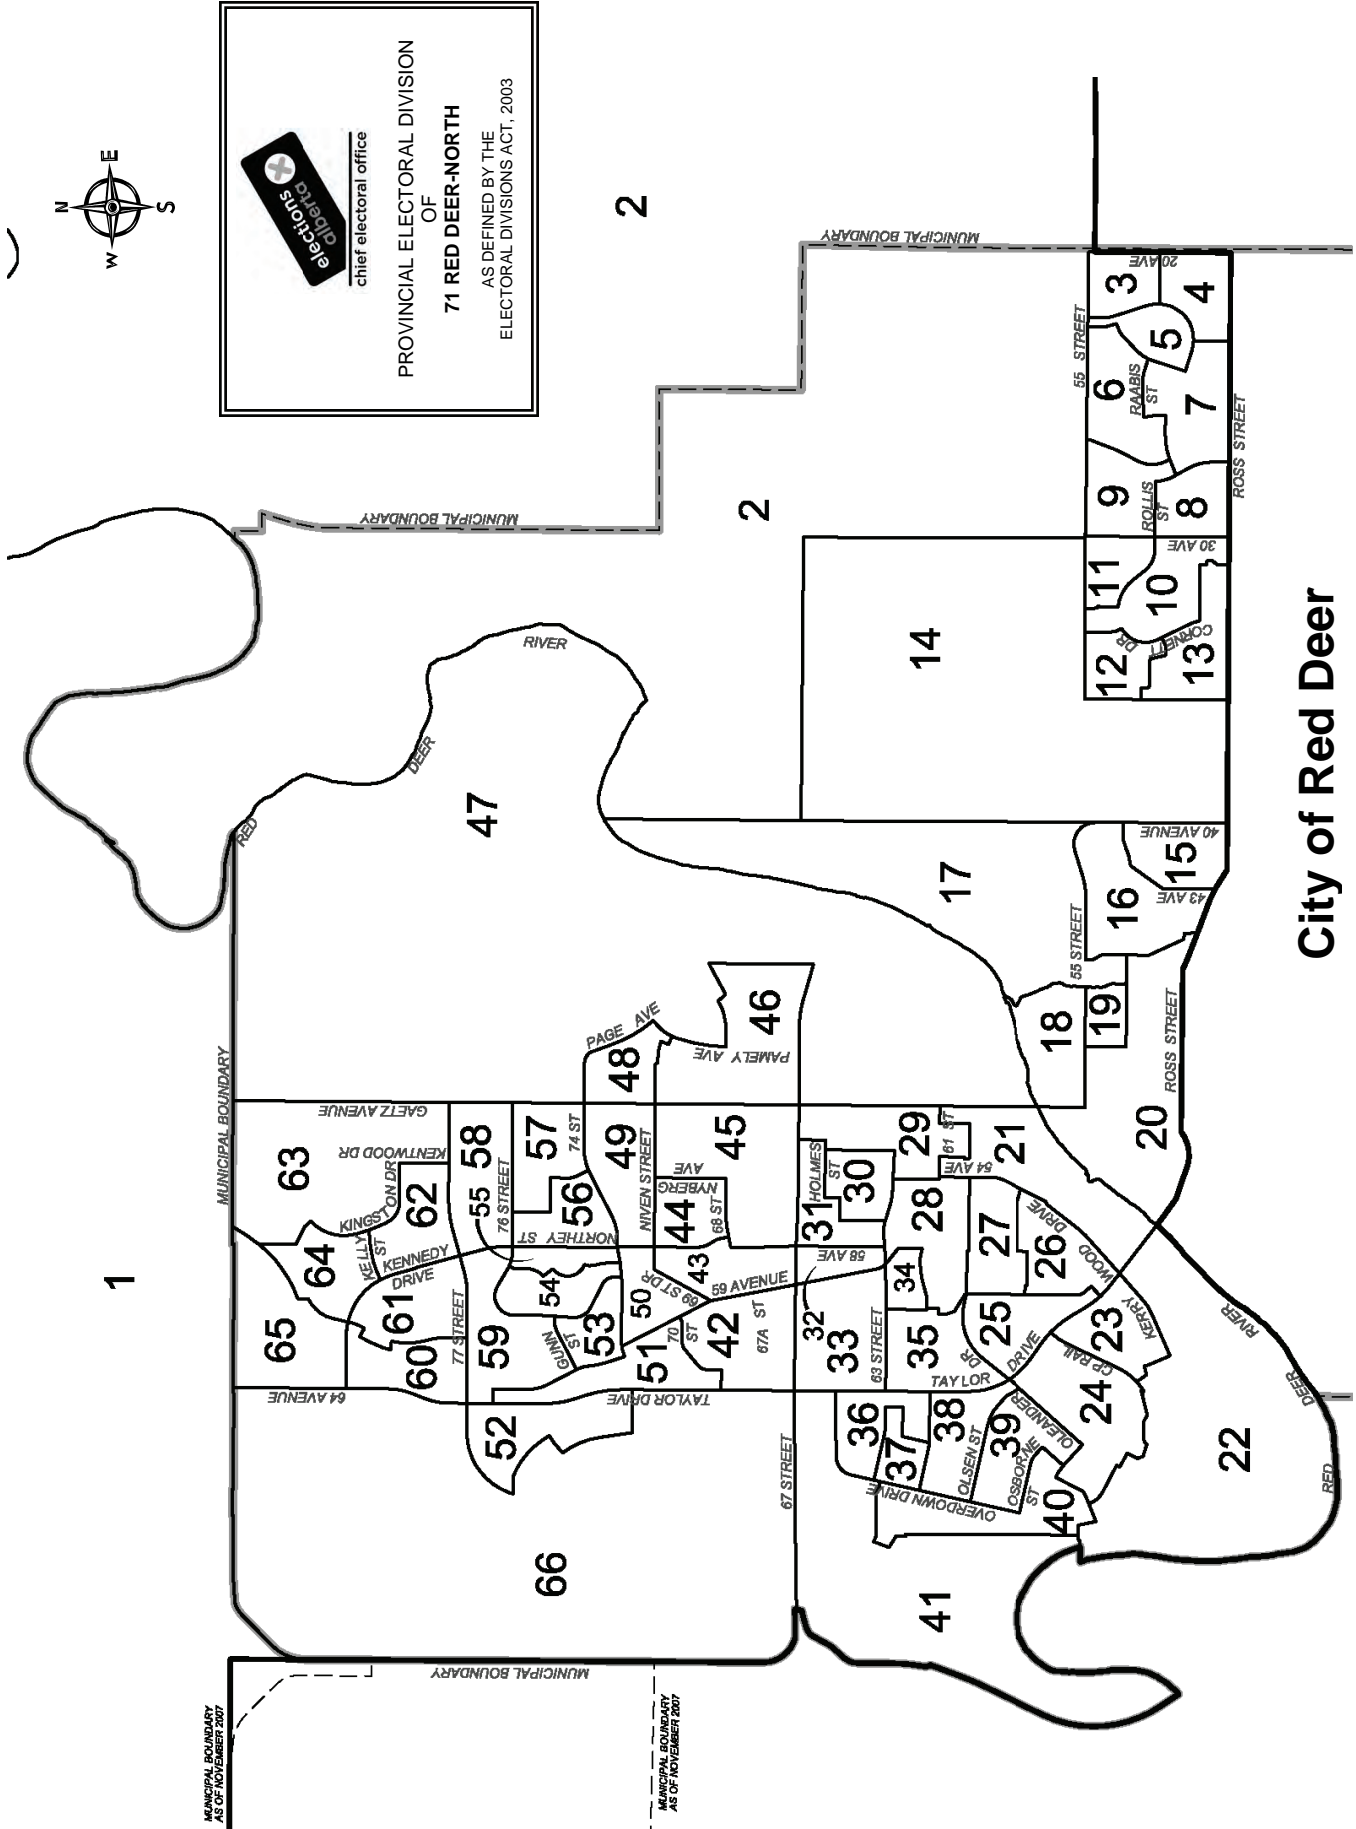 N
W
E
S
elections
alberta
chief electoral office
PROVINCIAL ELECTORAL DIVISION
OF
71 RED DEER-NORTH
AS DEFINED BY THE
ELECTORAL DIVISIONS ACT, 2003
City of Red Deer
MUNICIPAL BOUNDARY
AS OF NOVEMBER 2007
MUNICIPAL BOUNDARY
AS OF NOVEMBER 2007
MUNICIPAL BOUNDARY
MUNICIPAL BOUNDARY
MUNICIPAL BOUNDARY
MUNICIPAL BOUNDARY
1
2
2
RED
DEER
RIVER
47
14
17
66
65
64
63
62
61
60
59
58
57
56
55
54
53
52
51
50
49
48
46
45
44
43
42
41
40
39
38
37
36
35
34
33
32
31
30
29
28
27
26
25
24
23
22
21
20
19
18
16
15
13
12
11
10
9
8
7
6
5
4
3
64 AVENUE
GAETZ AVENUE
KENTWOOD DR
KINGSTON DR
KELLY
ST
KENNEDY
DRIVE
77 STREET
76 STREET
NORTHEY ST
74 ST
PAGE AVE
GUNN
ST
69 ST DR
70
ST
67A ST
68 ST
NIVEN STREET
NYBERG
AVE
PAMELY AVE
59 AVENUE
58 AVE
TAYLOR DRIVE
67 STREET
HOLMES
ST
63 STREET
61 ST
54 AVE
TAYLOR
DR
DRIVE
OVERDOWN DRIVE
OLSEN ST
OSBORNE
ST
OLEANDER
CP RAIL
KERRY
WOOD
DRIVE
RED
DEER
RIVER
ROSS STREET
55 STREET
43 AVE
40 AVENUE
CORNETT
DR
30 AVE
ROLLIS
ST
RAABIS
ST
55 STREET
20 AVE
ROSS STREET